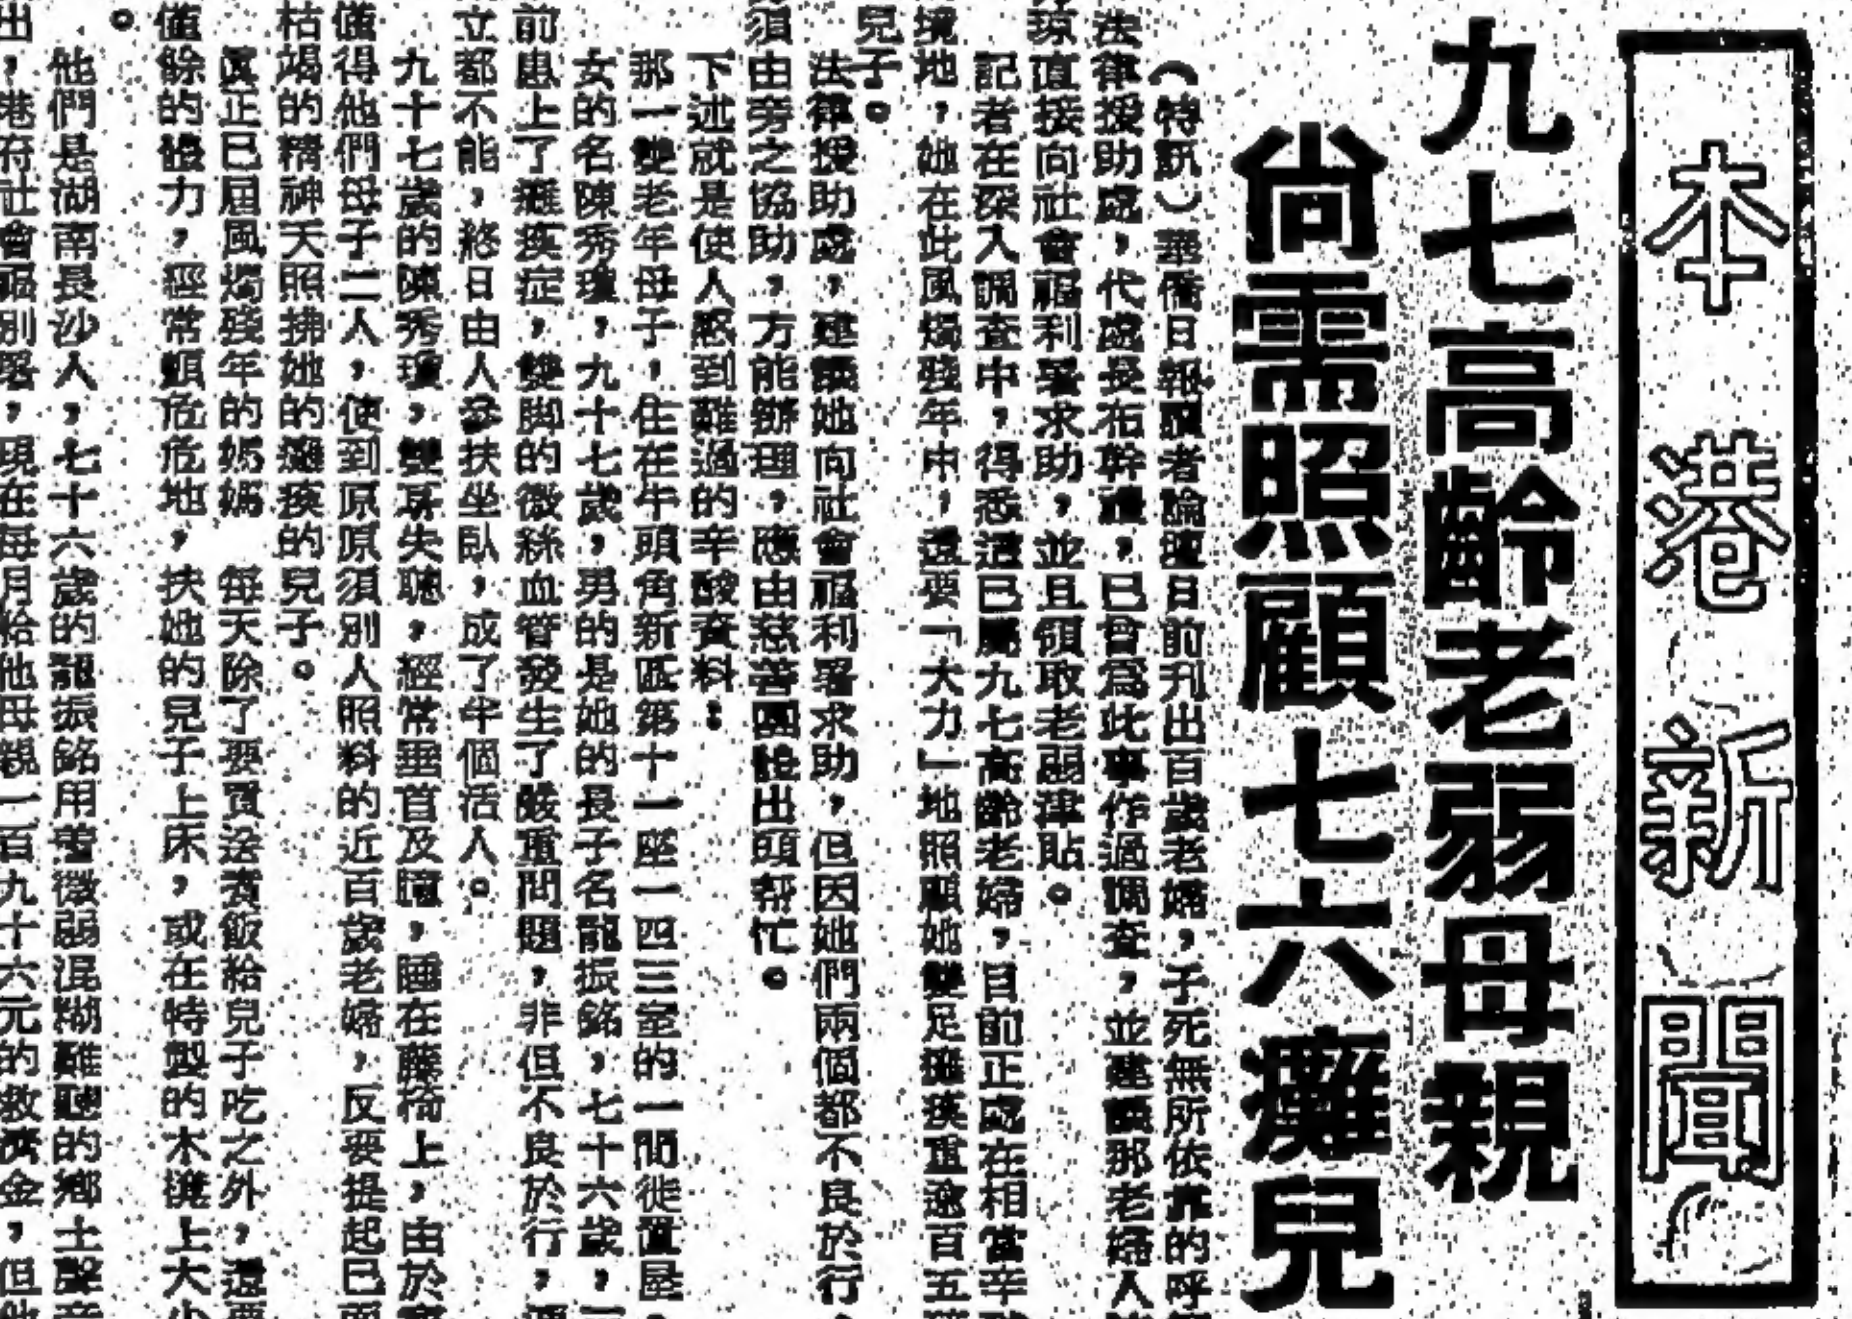 本港新聞
九七高齡老弱母親
尚需照顧七六癱兒
（特訊）華僑日報讀者論壇日前刊出百歲老婦，子死無所依靠的呼
法律援助處，代處長布幹禮，已曾爲此事作過調查，並建議那老婦人
琼直接向社會福利署求助，並且領取老弱津貼。
記者在深入調查中，得悉這已屬九七高齡老婦，目前正處在相當辛
境地，她在此風燭殘年中，還要「大力」地照顧她雙足癱瘓重逾百五
兒子。
法律援助處，建議她向社會福利署求助，但因她們兩個都不良於行，
須由旁之協助，方能辦理，應由慈善團體出頭帮忙。
下述就是使人感到難過的辛酸資料：
那一雙老年母子，住在牛頭角新區第十一座一四三室的一間徙置屋，
女的名陳秀瓊，九十七歲，男的是她的長子名龍振銘，七十六歲，
前患上了癱瘓症，雙脚的微絲血管發生了嚴重問題，非但不良於行，
立都不能，終日由人參扶坐臥，成了半個活人。
九十七歲的陳秀瓊，雙耳失聰，經常垂首及瞳，睡在藤椅上，由於
僅得他們母子二人，使到原原須別人照料的近百歲老婦，反要提起已
枯竭的精神天照拂她的癱瘓的兒子。
眞正已屆風燭殘年的媽媽　每天除了要買淥煑飯給兒子吃之外，還要
僅餘的體力，經常顫危危地，扶她的兒子上床，或在特製的木櫈上大小
。
他們是湖南長沙人，七十六歲的龍振銘用着微弱混糊難聽的鄉土聲音
出，港府社會福利署，現在每月給他母親一百九十六元的救濟金，但他